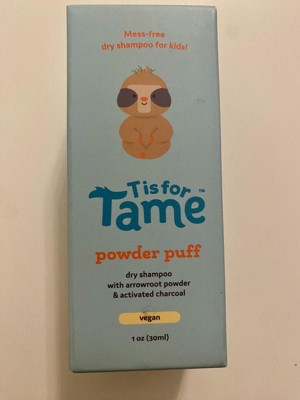 Mess-free
dry shampoo for kids!
T is for
Tame™
powder puff
dry shampoo
with arrowroot powder
& activated charcoal
vegan
1 oz (30ml)